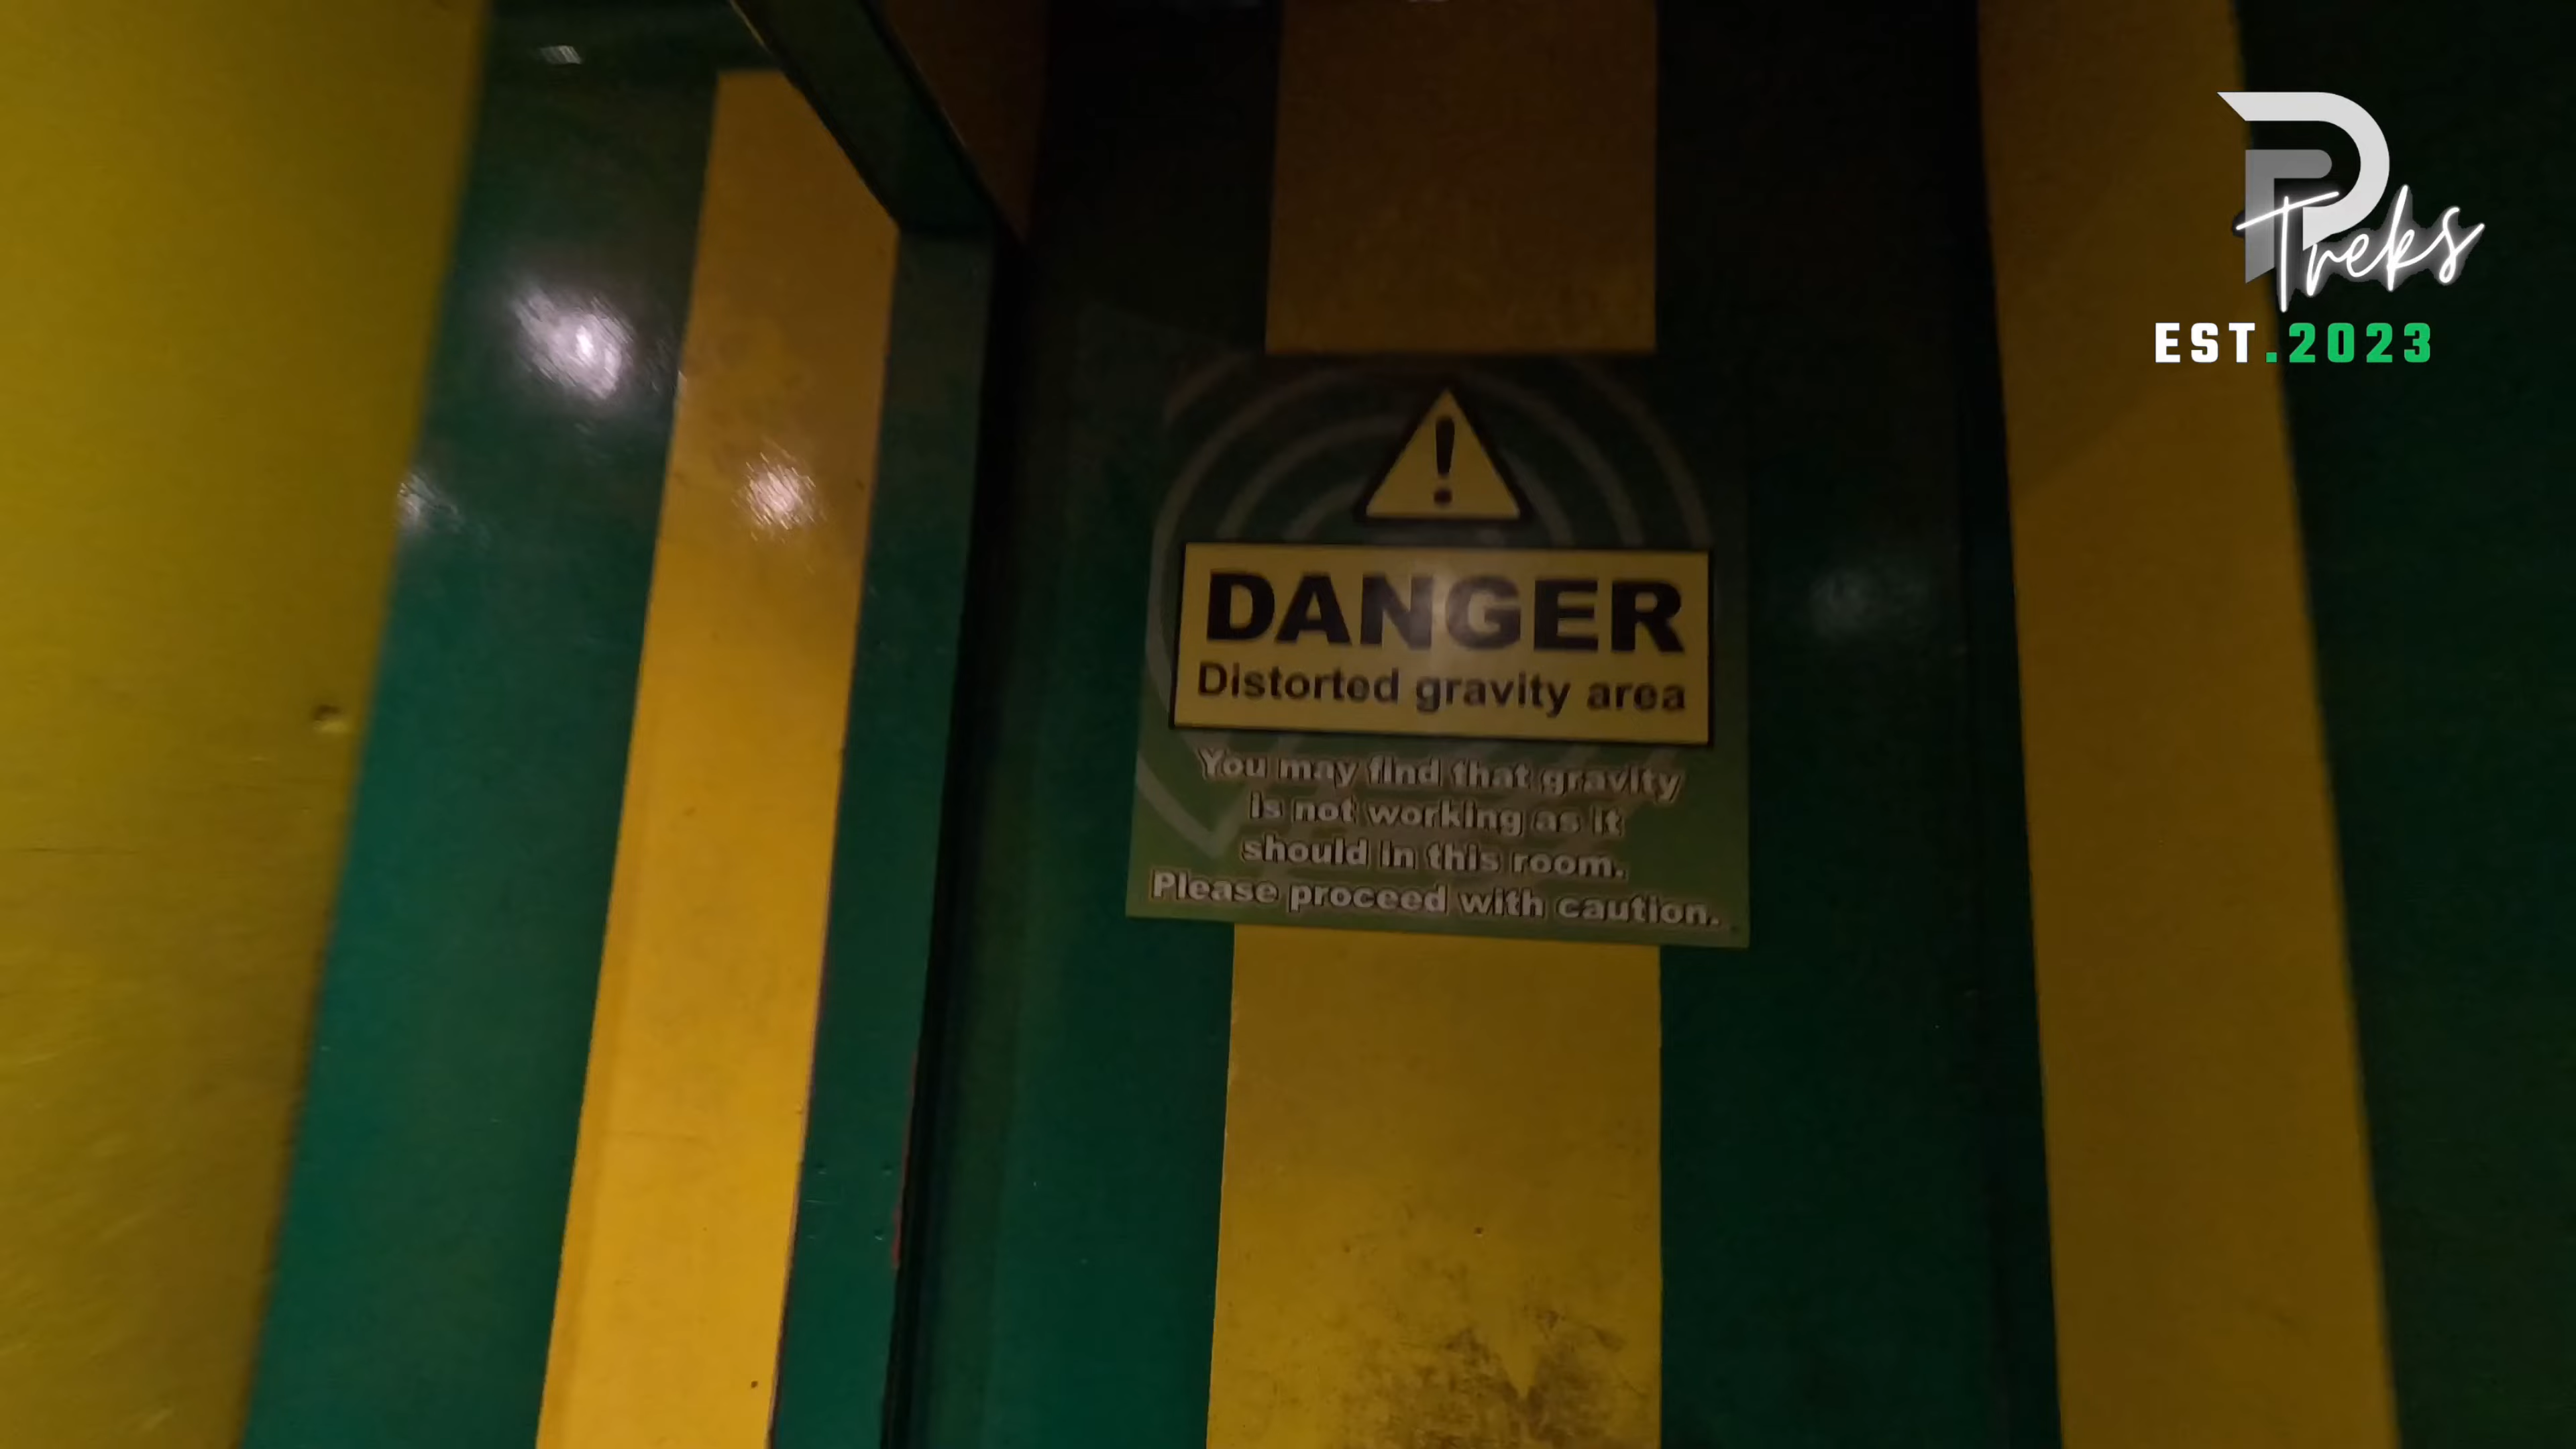 Treks
EST.2023
!
DANGER
Distorted gravity area
You may find that gravity
is not working as it
should in this room.
Please proceed with caution.